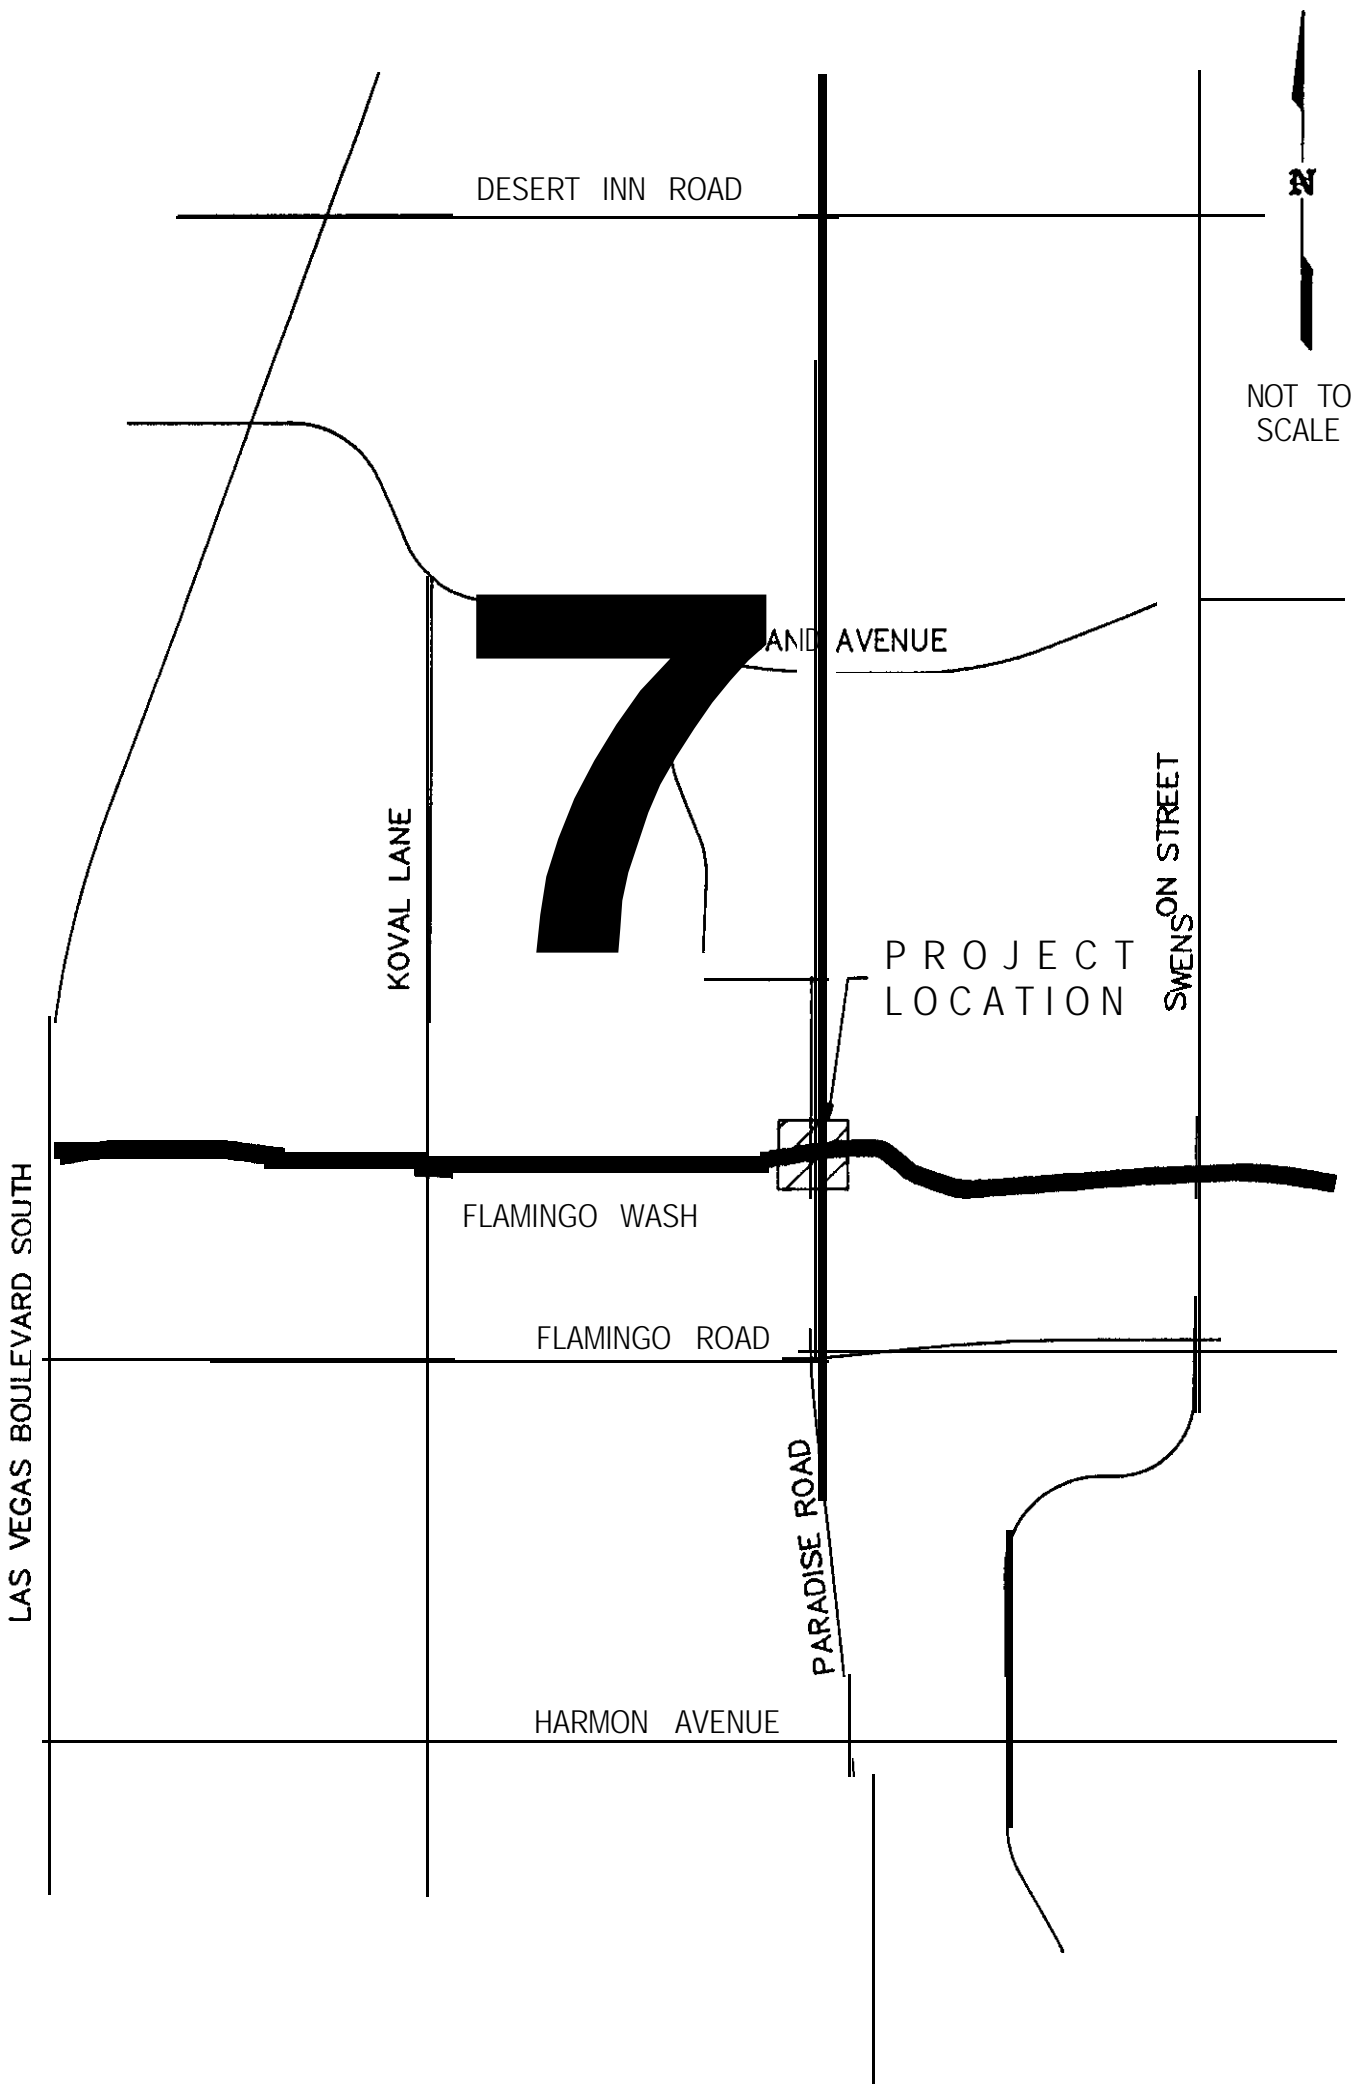 N
DESERT INN ROAD
NOT TO
SCALE
7
AND AVENUE
KOVAL LANE
SWENSON STREET
PROJECT
LOCATION
FLAMINGO WASH
LAS VEGAS BOULEVARD SOUTH
FLAMINGO ROAD
PARADISE ROAD
HARMON AVENUE